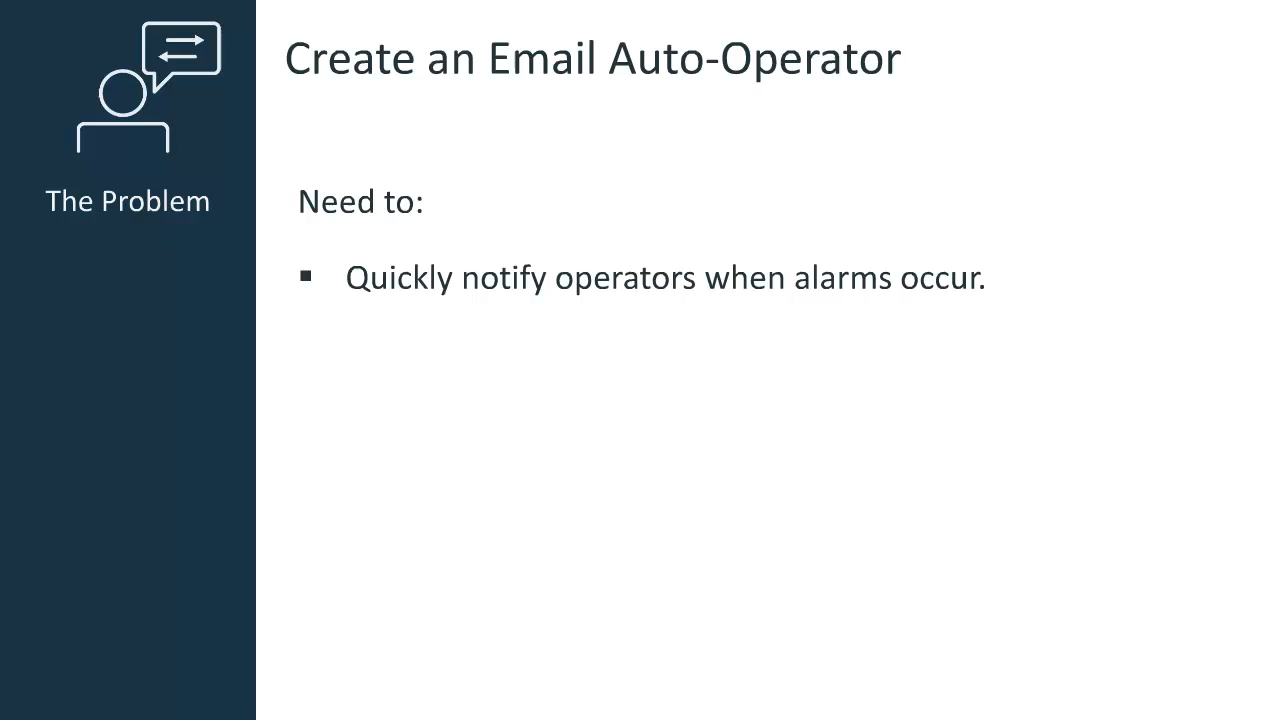 Create an Email Auto-Operator
The Problem
Need to:
▪ Quickly notify operators when alarms occur.